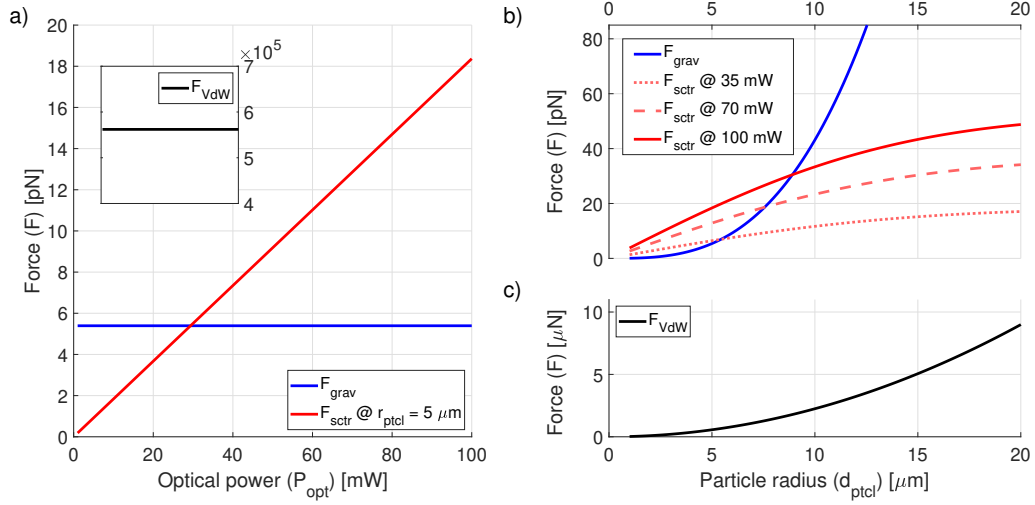 a)
Force (F) [pN]
20
18
16
14
12
10
8
6
4
2
0
×10⁵
7
6
5
4
F_VdW
F_grav
F_sctr @ r_ptcl = 5 μm
0 20 40 60 80 100
Optical power (P_opt) [mW]
b)
0 5 10 15 20
Force (F) [pN]
80
60
40
20
0
F_grav
F_sctr @ 35 mW
F_sctr @ 70 mW
F_sctr @ 100 mW
c)
Force (F) [μN]
10
5
0
F_VdW
0 5 10 15 20
Particle radius (d_ptcl) [μm]